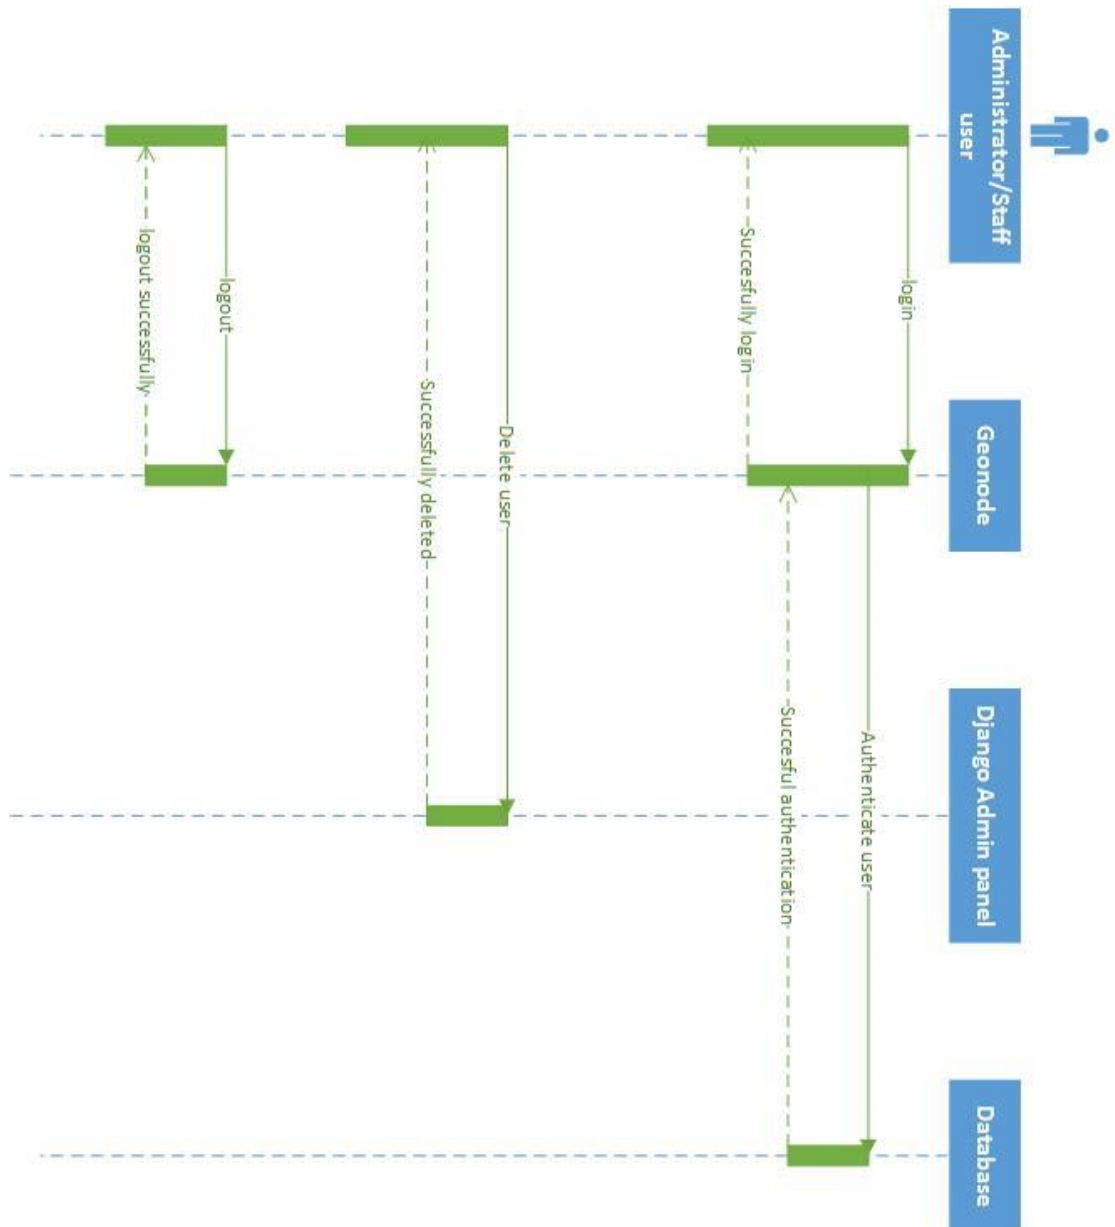 Administrator/Staff
user
Geonode
Django Admin panel
Database
login
Authenticate user
Succesful authentication
Succesfully login
Delete user
Successfully deleted
logout
logout successfully